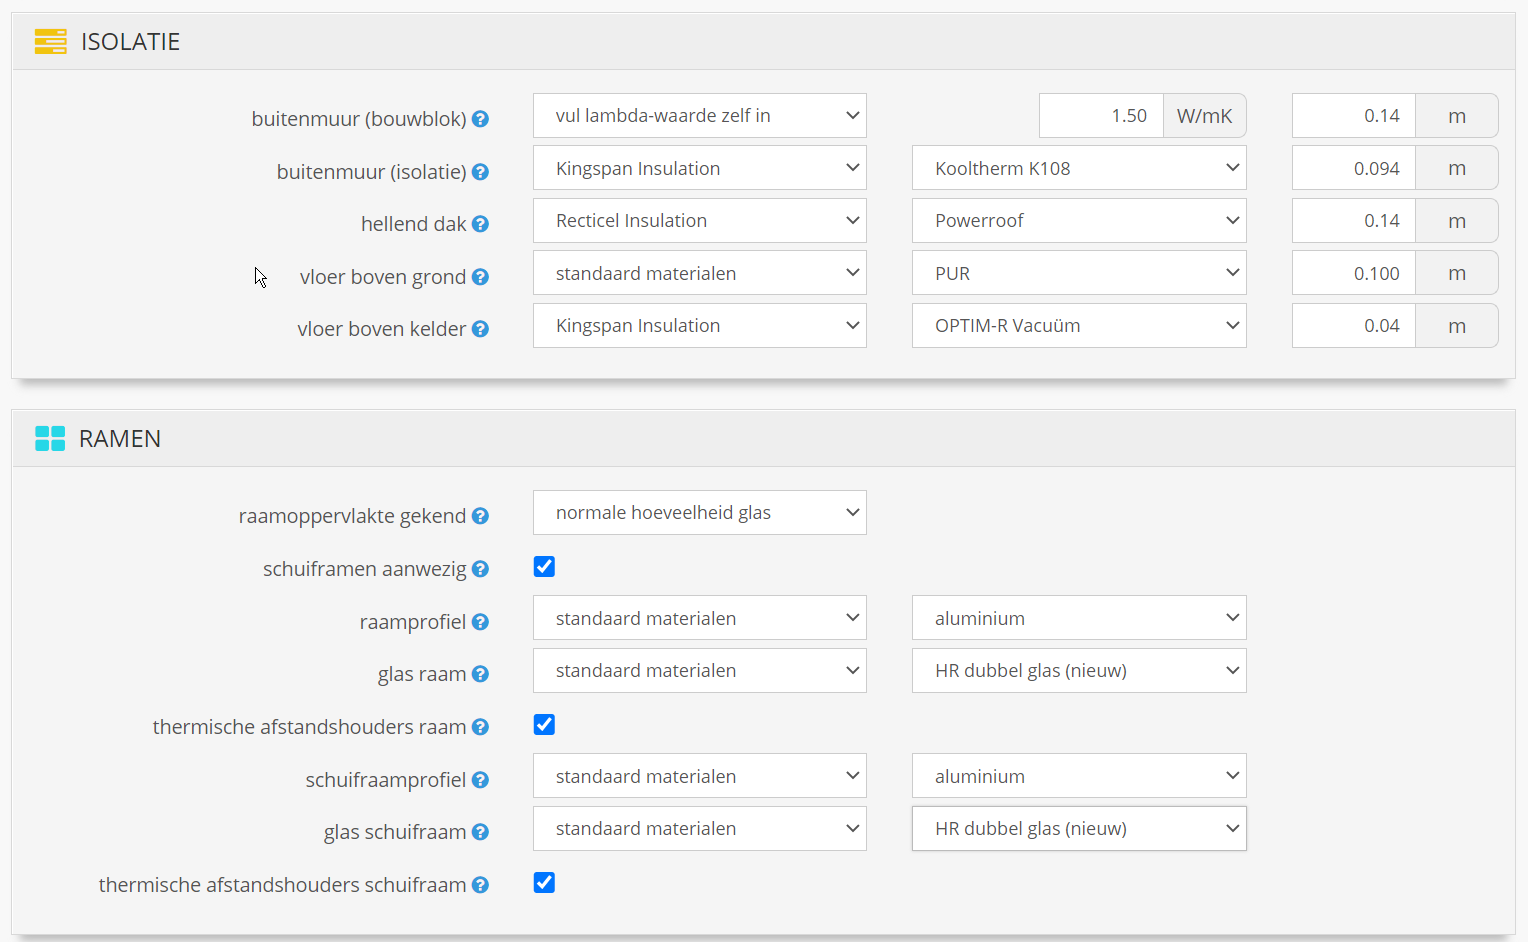 ISOLATIE
buitenmuur (bouwblok) ? vul lambda-waarde zelf in 1.50 W/mK 0.14 m
buitenmuur (isolatie) ? Kingspan Insulation Kooltherm K108 0.094 m
hellend dak ? Recticel Insulation Powerroof 0.14 m
vloer boven grond ? standaard materialen PUR 0.100 m
vloer boven kelder ? Kingspan Insulation OPTIM-R Vacuüm 0.04 m
RAMEN
raamoppervlakte gekend ? normale hoeveelheid glas
schuiframen aanwezig ?
raamprofiel ? standaard materialen aluminium
glas raam ? standaard materialen HR dubbel glas (nieuw)
thermische afstandshouders raam ?
schuifraamprofiel ? standaard materialen aluminium
glas schuifraam ? standaard materialen HR dubbel glas (nieuw)
thermische afstandshouders schuifraam ?